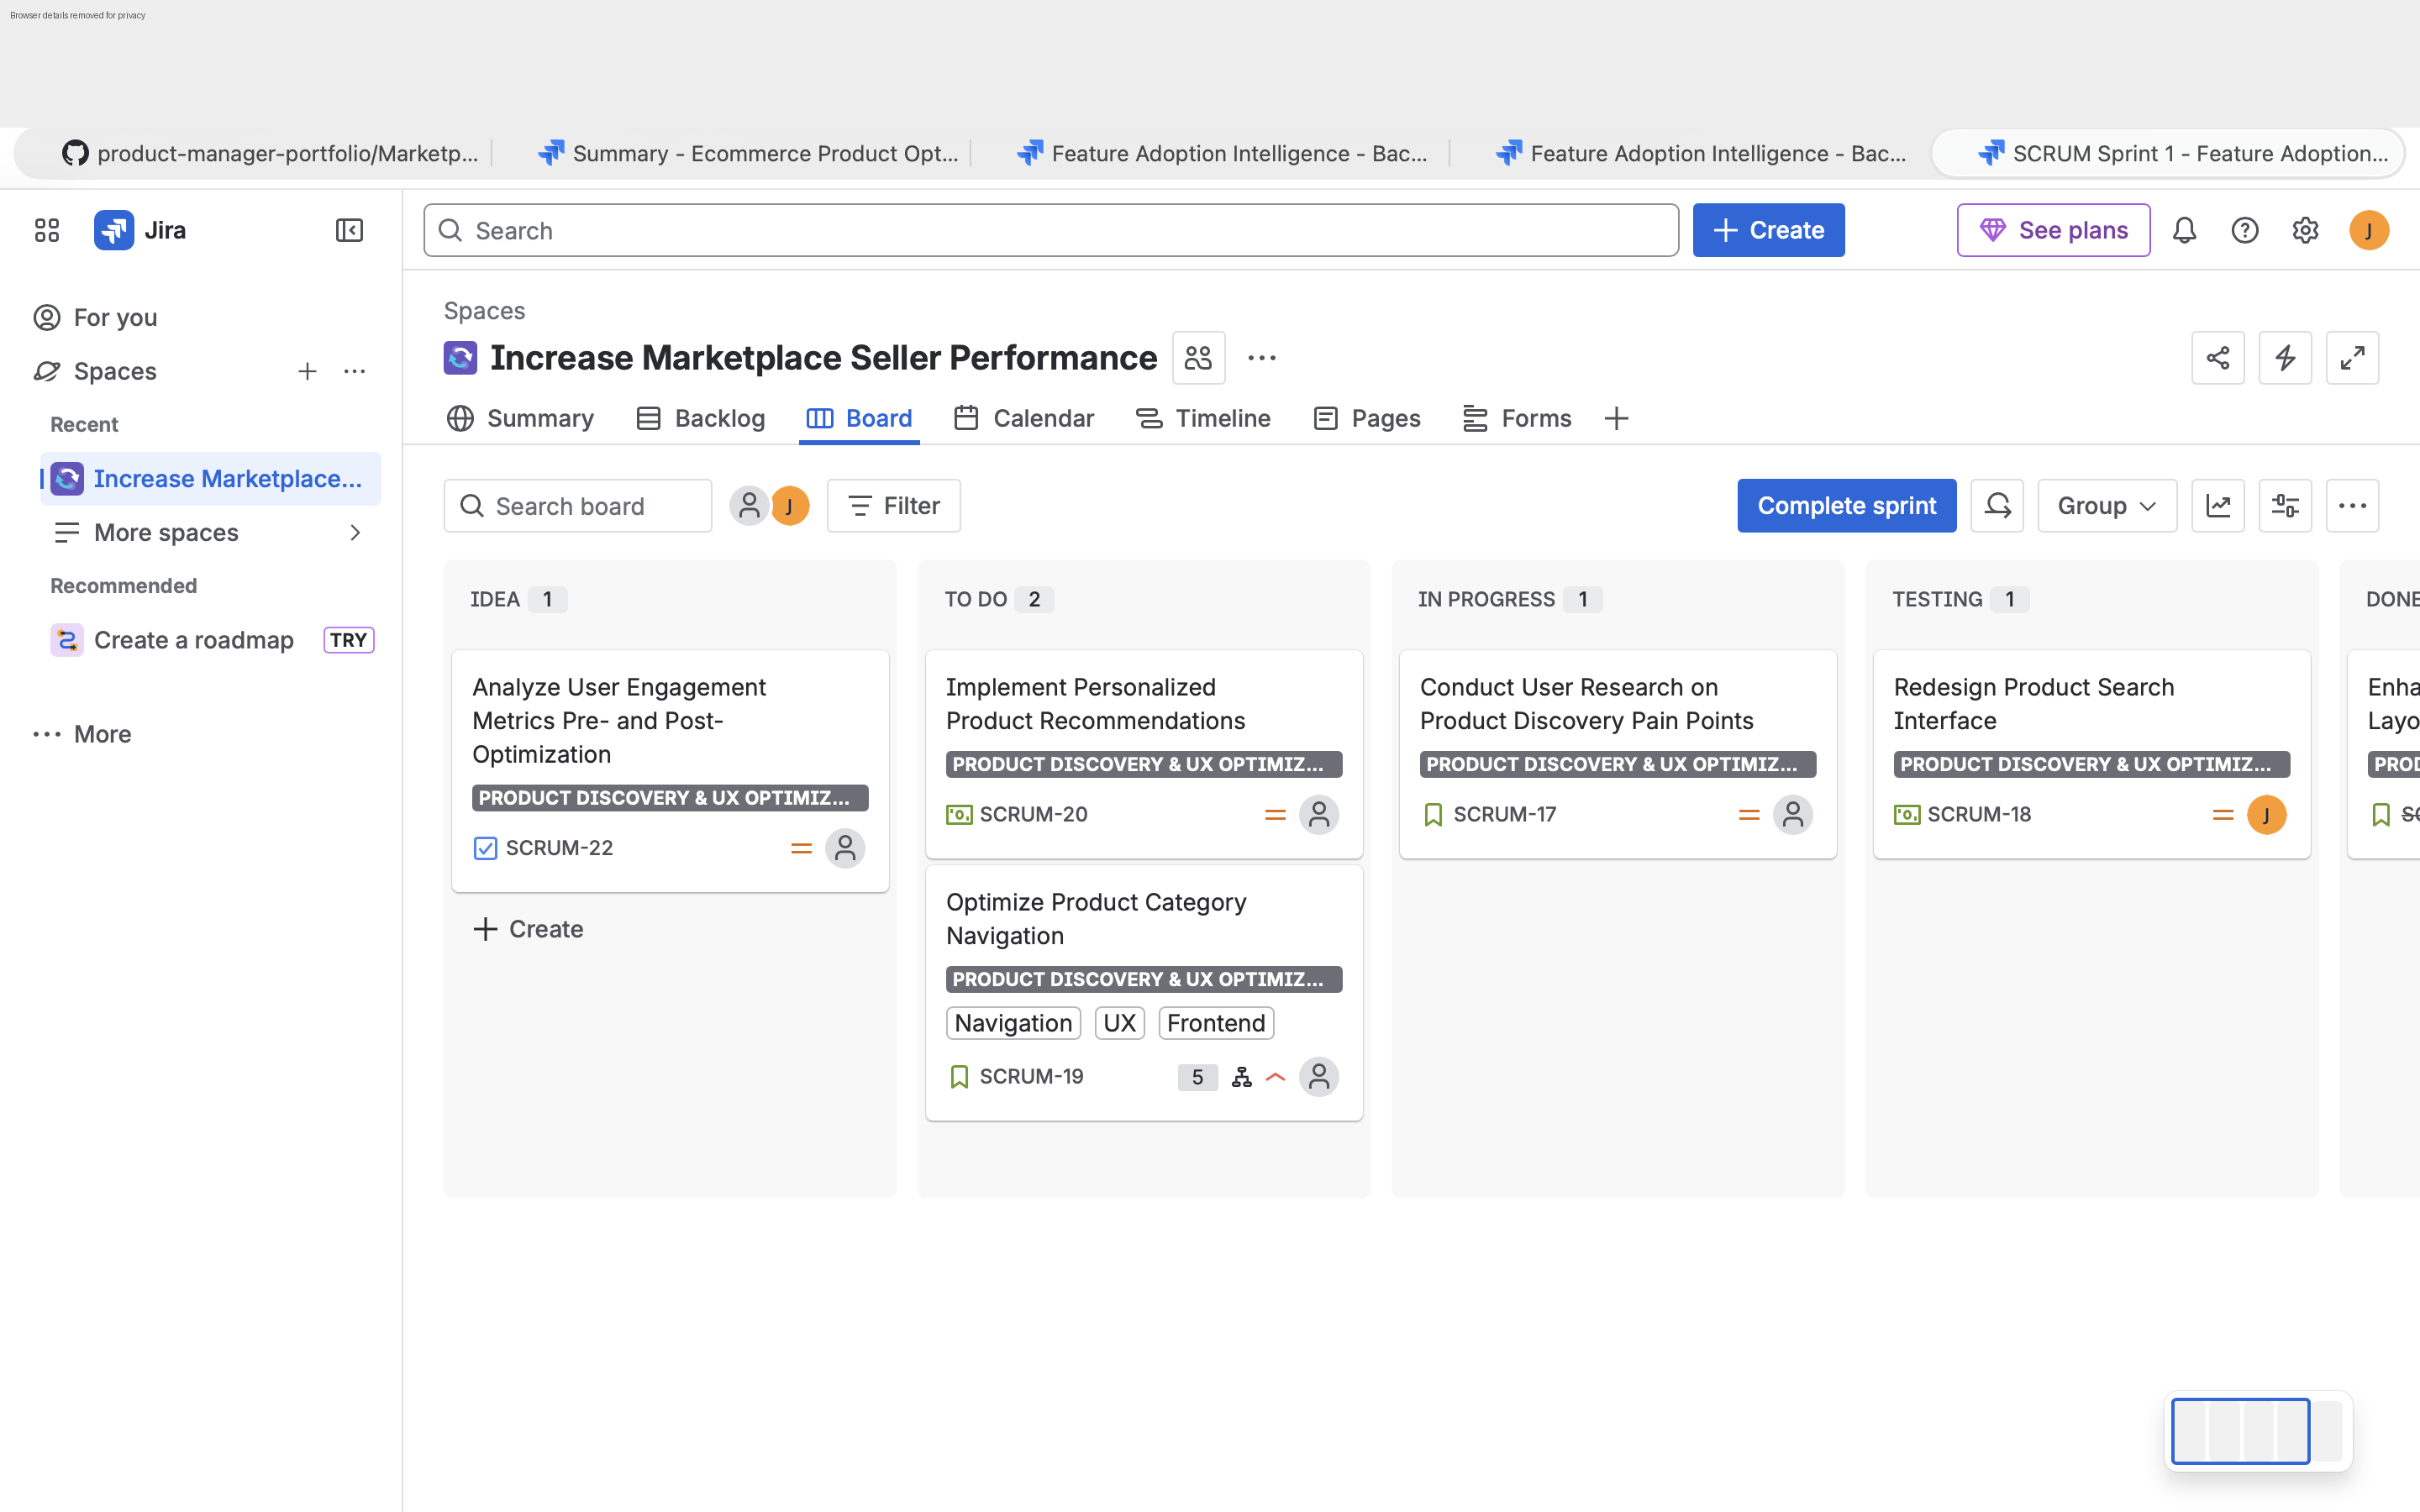 Browser details removed for privacy
product-manager-portfolio/Marketp...
Summary - Ecommerce Product Opt...
Feature Adoption Intelligence - Bac...
Feature Adoption Intelligence - Bac...
SCRUM Sprint 1 - Feature Adoption...
Jira
Search
Create
See plans
J
For you
Spaces
Recent
Increase Marketplace...
More spaces
Recommended
Create a roadmap
TRY
More
Spaces
Increase Marketplace Seller Performance
Summary
Backlog
Board
Calendar
Timeline
Pages
Forms
Search board
J
Filter
Complete sprint
Group
IDEA 1
Analyze User Engagement
Metrics Pre- and Post-
Optimization
PRODUCT DISCOVERY & UX OPTIMIZ...
SCRUM-22
Create
TO DO 2
Implement Personalized
Product Recommendations
PRODUCT DISCOVERY & UX OPTIMIZ...
SCRUM-20
Optimize Product Category
Navigation
PRODUCT DISCOVERY & UX OPTIMIZ...
Navigation UX Frontend
SCRUM-19 5
IN PROGRESS 1
Conduct User Research on
Product Discovery Pain Points
PRODUCT DISCOVERY & UX OPTIMIZ...
SCRUM-17
TESTING 1
Redesign Product Search
Interface
PRODUCT DISCOVERY & UX OPTIMIZ...
SCRUM-18 J
DONE
Enha
Layo
PROD